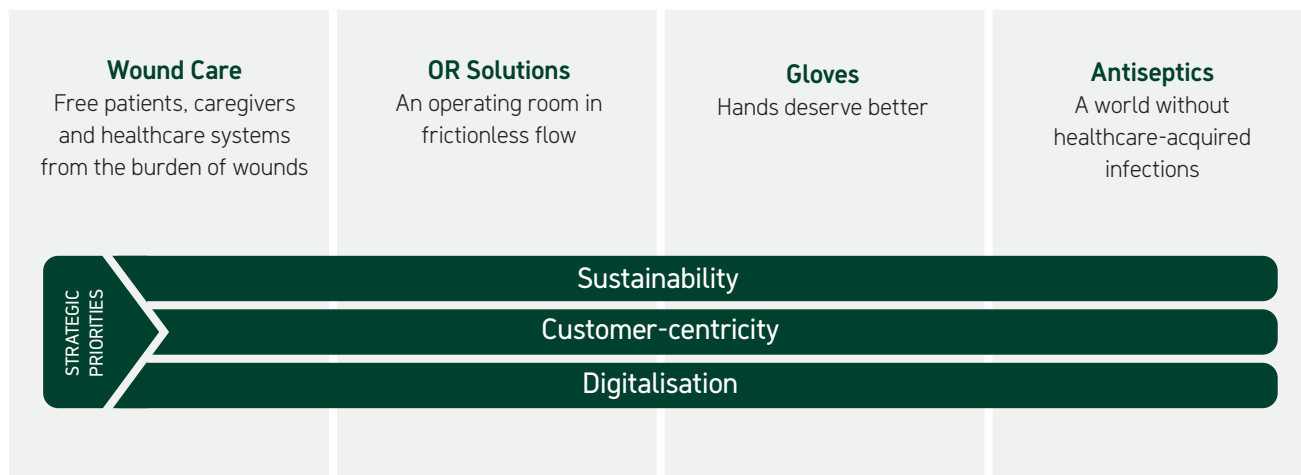 Wound Care
Free patients, caregivers
and healthcare systems
from the burden of wounds
OR Solutions
An operating room in
frictionless flow
Gloves
Hands deserve better
Antiseptics
A world without
healthcare-acquired
infections
STRATEGIC
PRIORITIES
Sustainability
Customer-centricity
Digitalisation